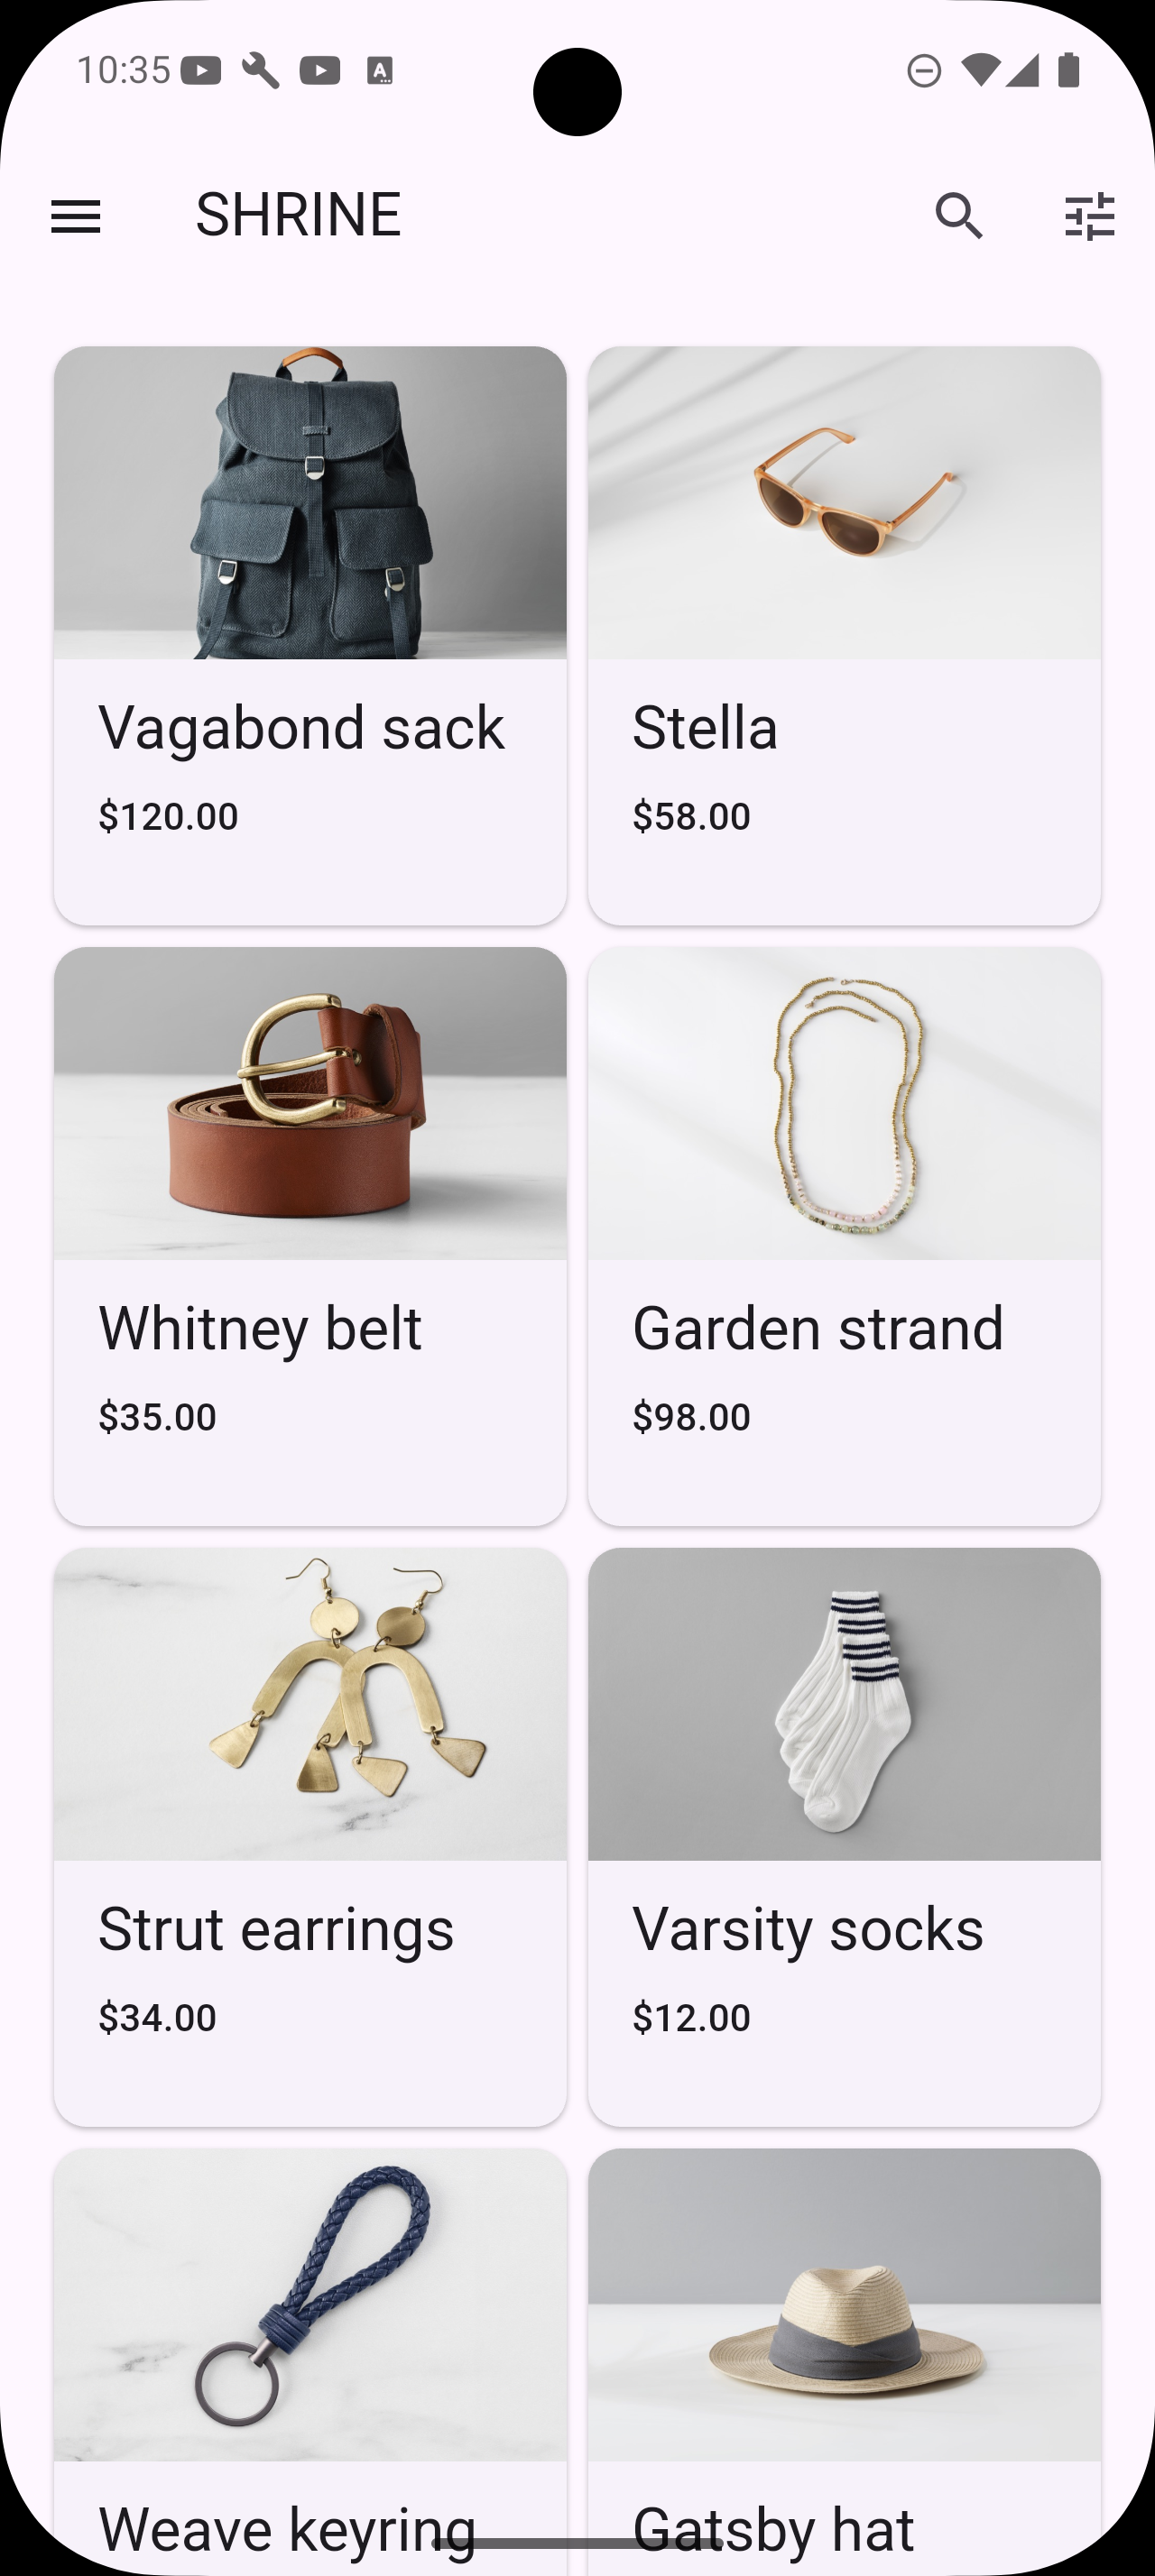 10:35
SHRINE
Vagabond sack
$120.00
Stella
$58.00
Whitney belt
$35.00
Garden strand
$98.00
Strut earrings
$34.00
Varsity socks
$12.00
Weave keyring
Gatsby hat